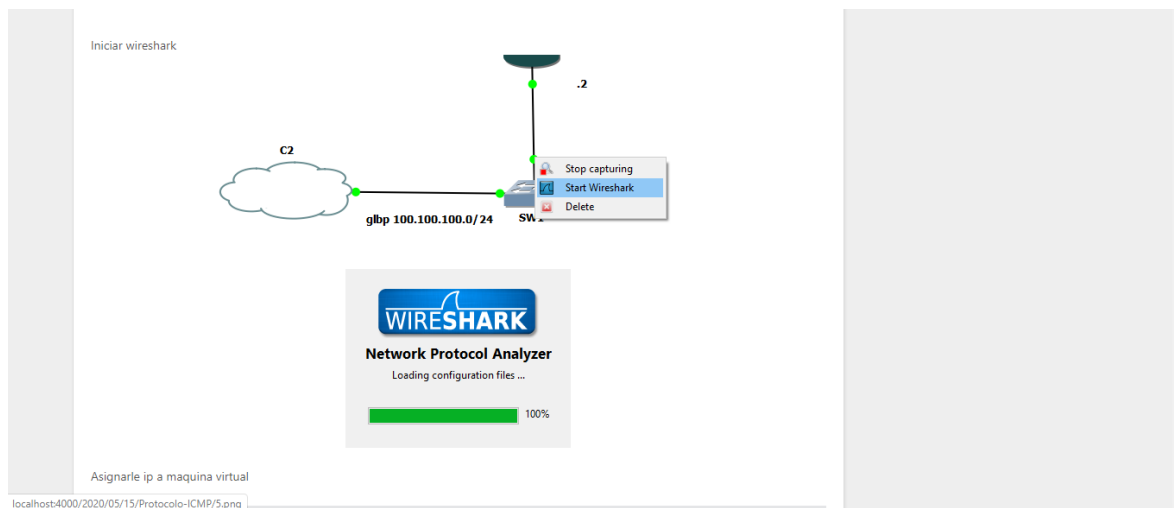 Iniciar wireshark
.2
C2
Stop capturing
Start Wireshark
Delete
glbp 100.100.100.0/24
SW1
WIRESHARK
Network Protocol Analyzer
Loading configuration files ...
100%
Asignarle ip a maquina virtual
localhost:4000/2020/05/15/Protocolo-ICMP/5.png